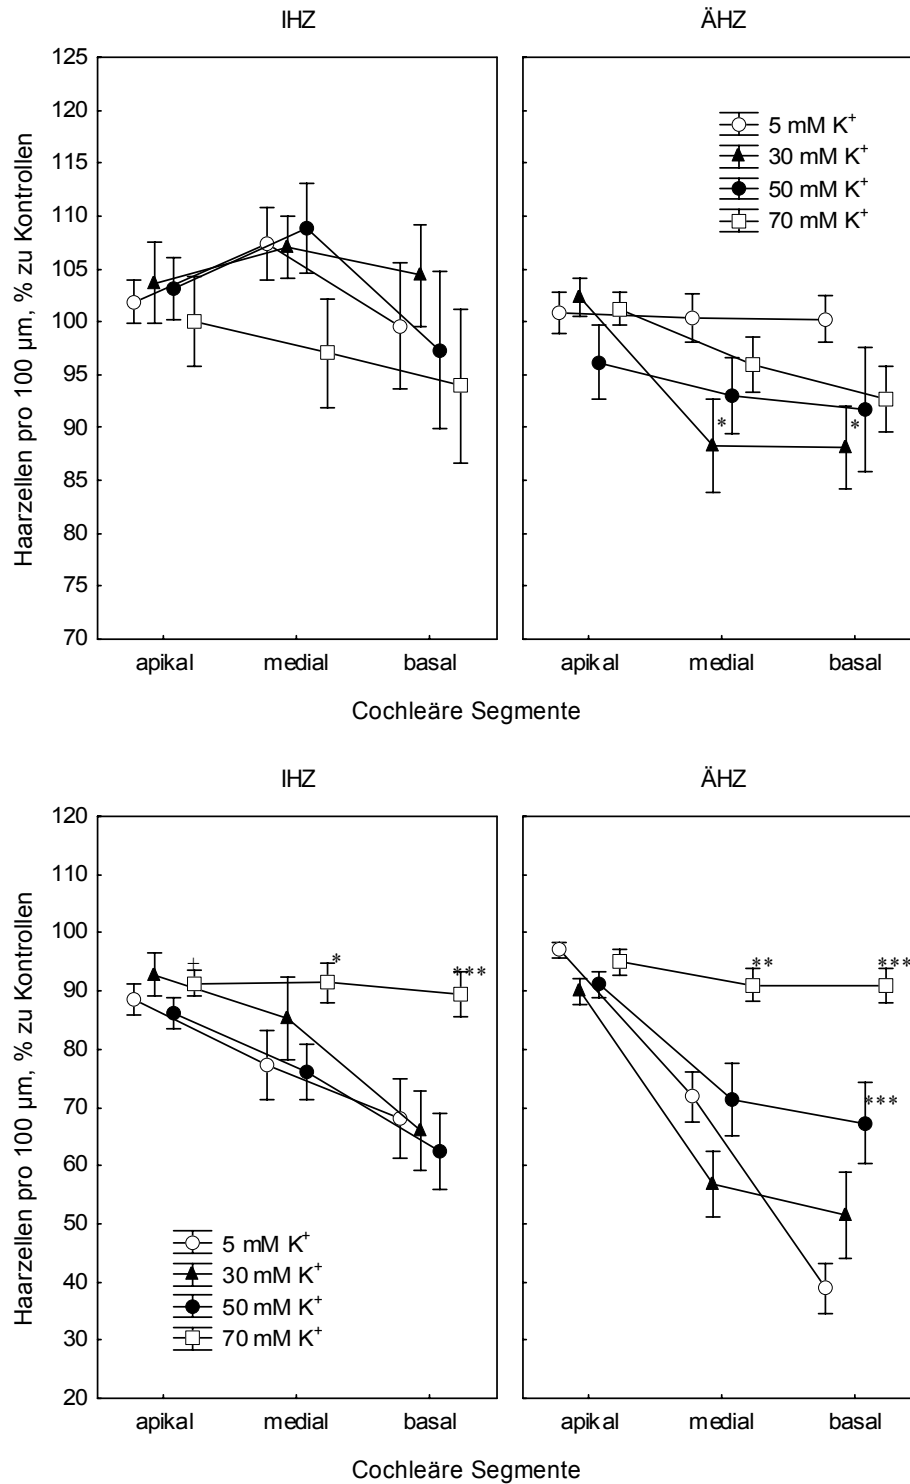 IHZ ÄHZ
125
120
115
110
105
100
95
90
85
80
75
70
Haarzellen pro 100 µm, % zu Kontrollen
5 mM K⁺
30 mM K⁺
50 mM K⁺
70 mM K⁺
* *
apikal medial basal apikal medial basal
Cochleäre Segmente
IHZ ÄHZ
120
110
100
90
80
70
60
50
40
30
20
Haarzellen pro 100 µm, % zu Kontrollen
+ * *** ** ***
***
5 mM K⁺
30 mM K⁺
50 mM K⁺
70 mM K⁺
apikal medial basal apikal medial basal
Cochleäre Segmente